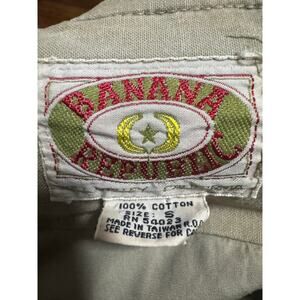 BANANA
REPUBLIC
100% COTTON
SIZE: S
RN 54023
MADE IN TAIWAN R.O.
SEE REVERSE FOR